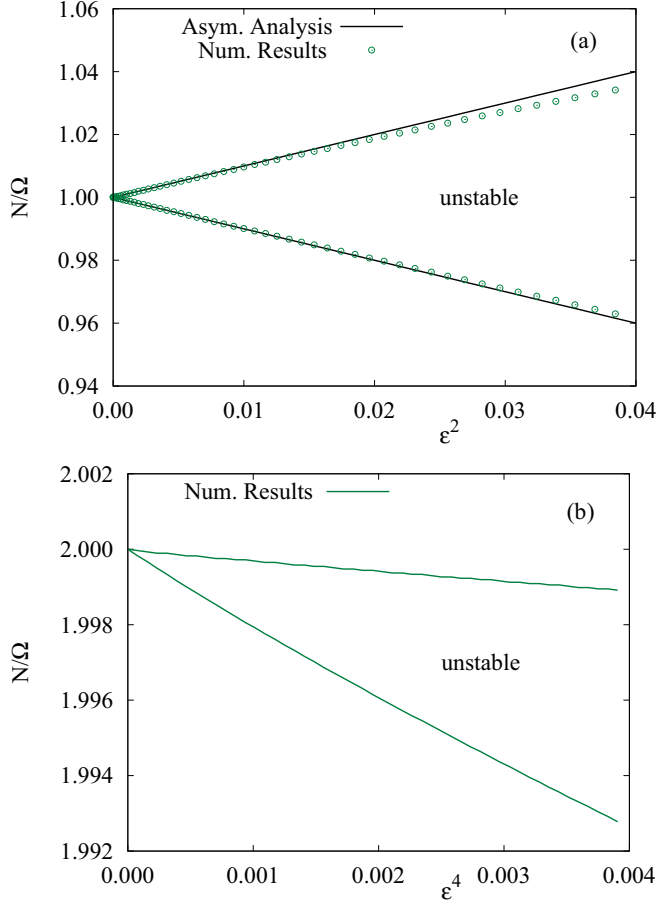 1.06
Asym. Analysis
(a)
Num. Results
1.04
1.02
N/Ω
1.00
unstable
0.98
0.96
0.94
0.00 0.01 0.02 0.03 0.04
ε²
2.002
Num. Results
(b)
2.000
1.998
N/Ω
unstable
1.996
1.994
1.992
0.000 0.001 0.002 0.003 0.004
ε⁴